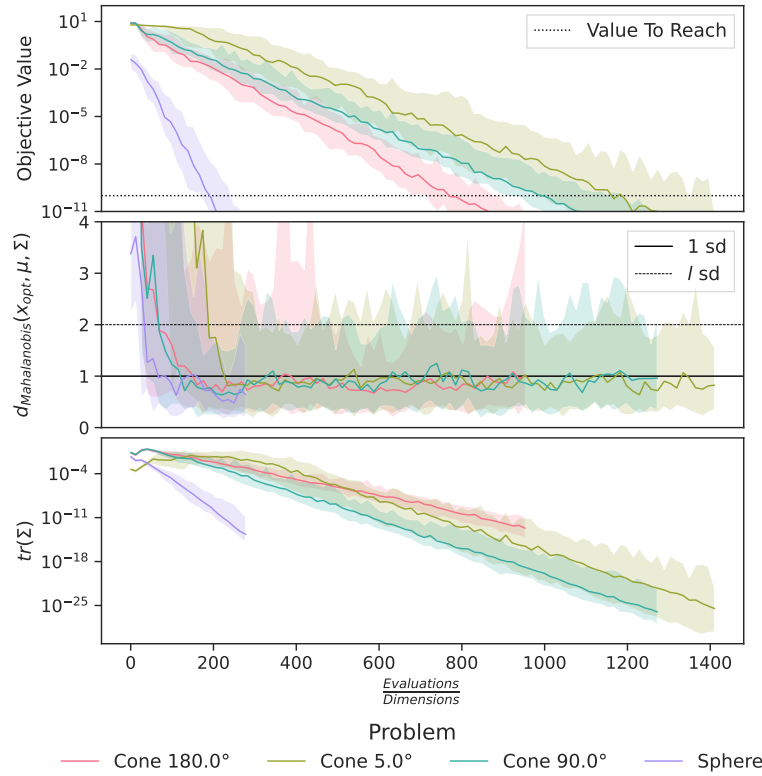 10^1
10^-2
10^-5
10^-8
10^-11
Objective Value
Value To Reach
4
3
2
1
0
d_Mahalanobis(x_opt, μ, Σ)
1 sd
l sd
10^-4
10^-11
10^-18
10^-25
tr(Σ)
0 200 400 600 800 1000 1200 1400
Evaluations
Dimensions
Problem
Cone 180.0° Cone 5.0° Cone 90.0° Sphere